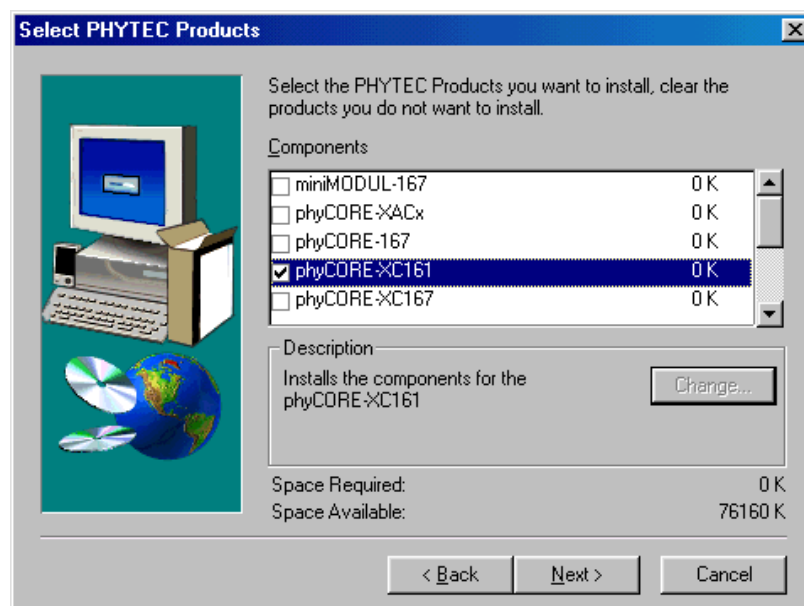 Select PHYTEC Products
Select the PHYTEC Products you want to install, clear the
products you do not want to install.
Components
miniMODUL-167 0 K
phyCORE-XACx 0 K
phyCORE-167 0 K
phyCORE-XC161 0 K
phyCORE-XC167 0 K
Description
Installs the components for the
phyCORE-XC161
Change...
Space Required: 0 K
Space Available: 76160 K
< Back Next > Cancel